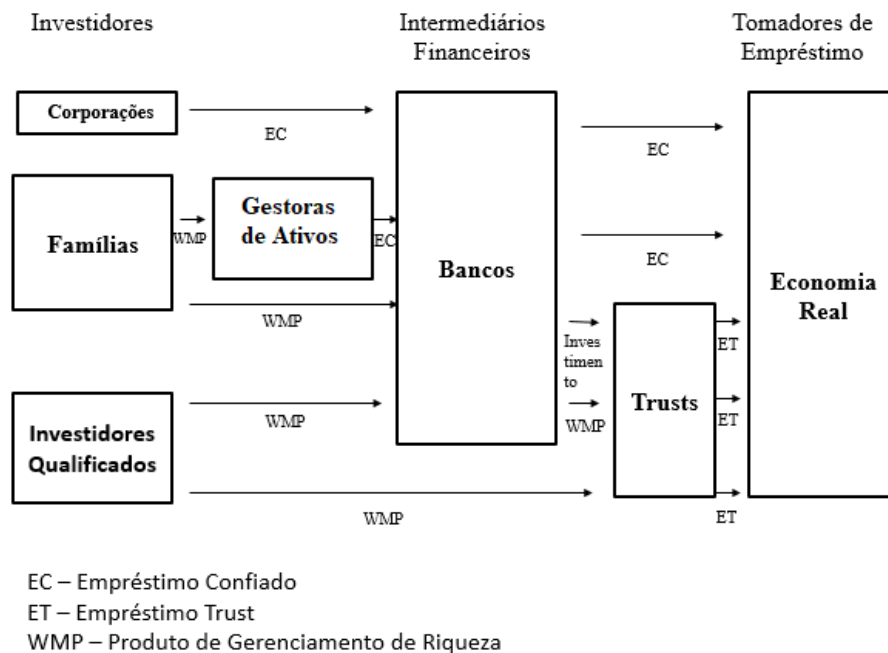 Investidores
Intermediários
Financeiros
Tomadores de
Empréstimo
Corporações
EC
EC
Famílias
WMP
Gestoras
de Ativos
EC
Bancos
EC
Economia
Real
WMP
Inves
timen
to
Trusts
ET
ET
ET
Investidores
Qualificados
WMP
WMP
WMP
EC – Empréstimo Confiado
ET – Empréstimo Trust
WMP – Produto de Gerenciamento de Riqueza